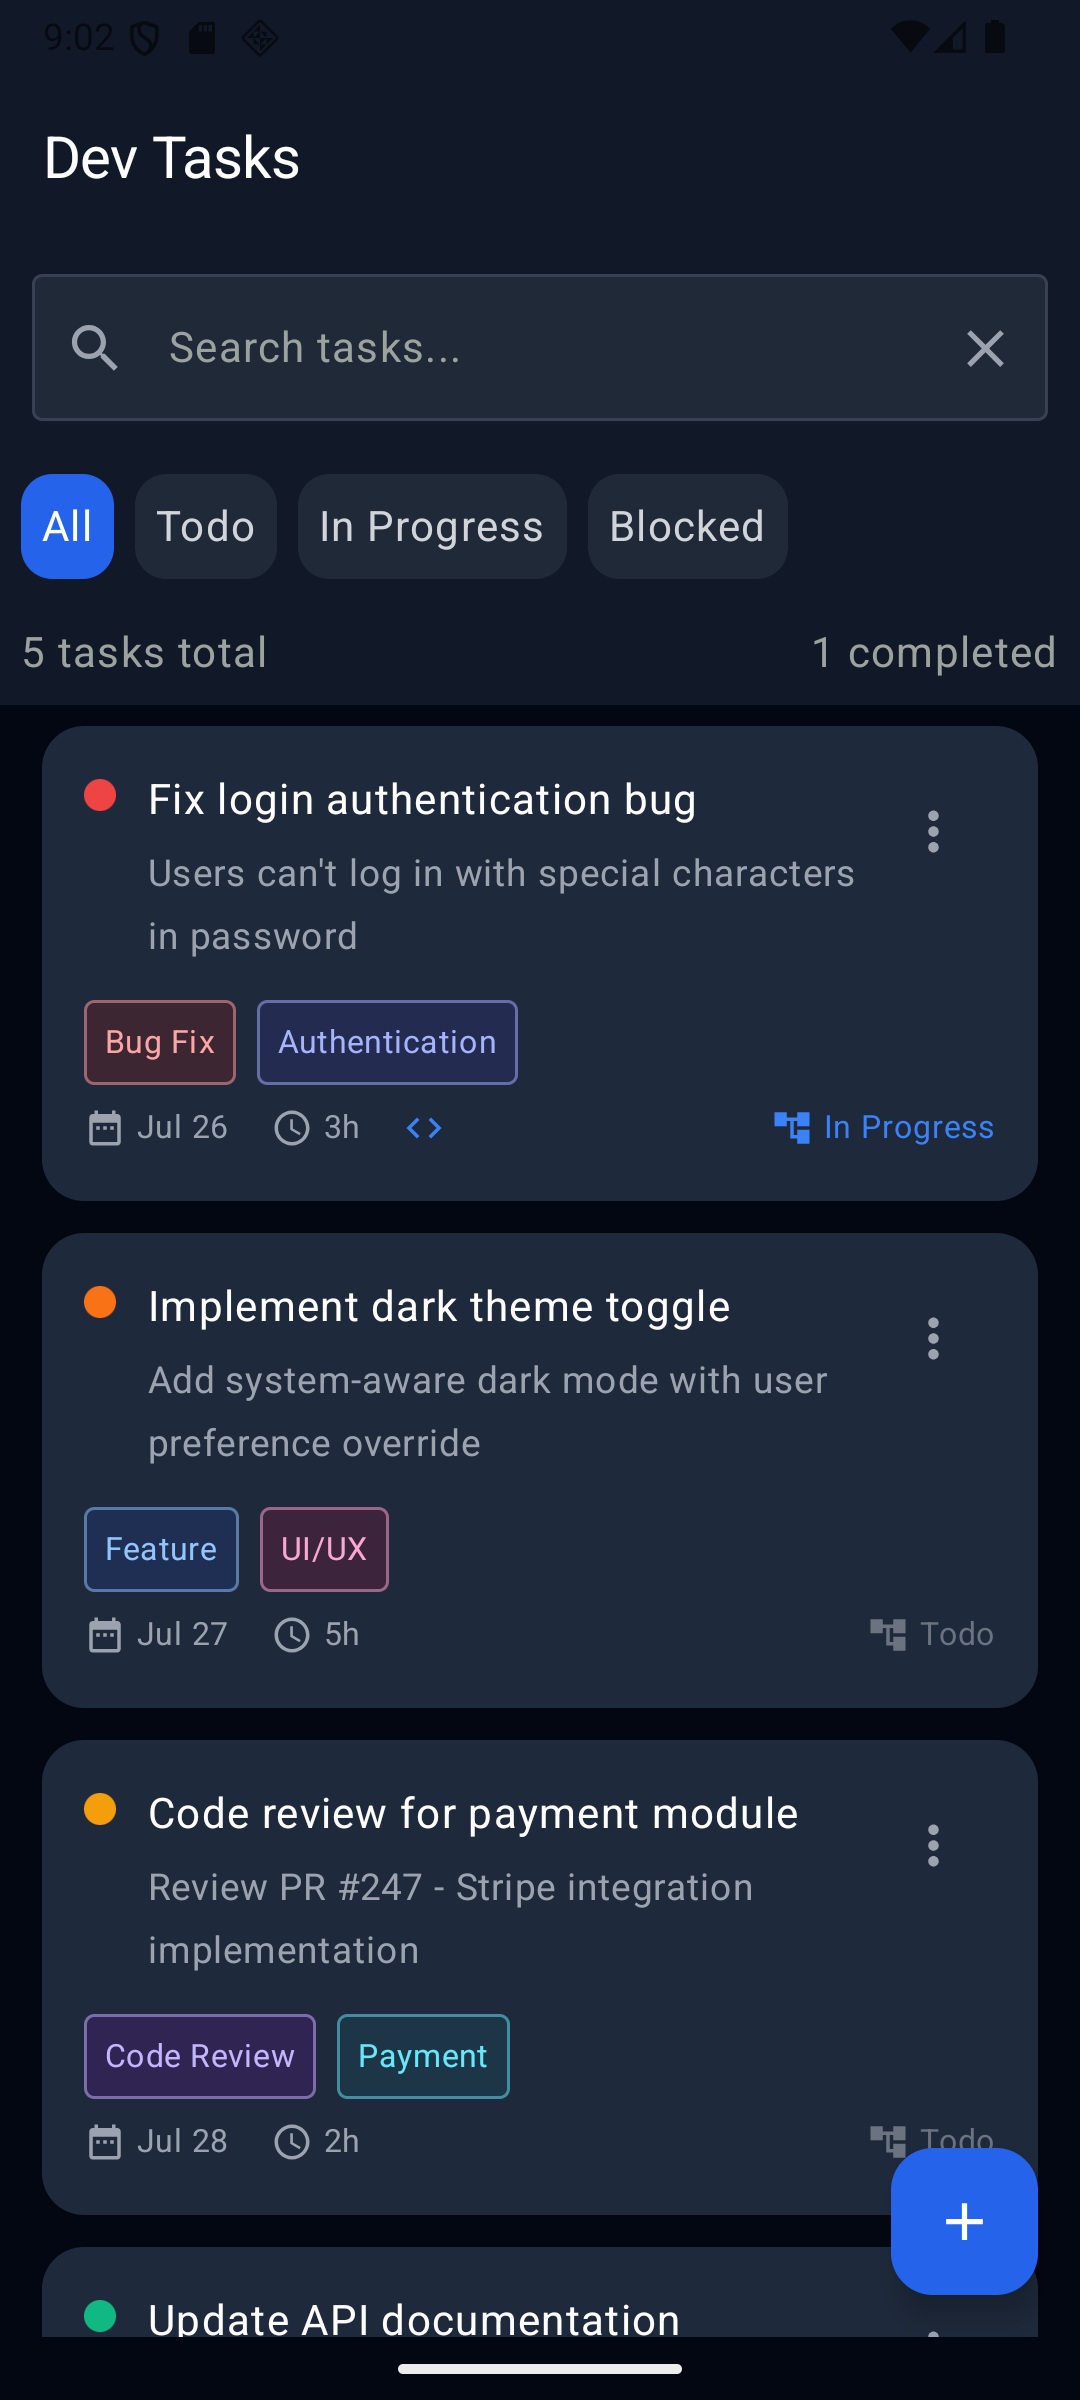 9:02
Dev Tasks
Search tasks...
All Todo In Progress Blocked
5 tasks total 1 completed
Fix login authentication bug
Users can't log in with special characters
in password
Bug Fix Authentication
Jul 26 3h In Progress
Implement dark theme toggle
Add system-aware dark mode with user
preference override
Feature UI/UX
Jul 27 5h Todo
Code review for payment module
Review PR #247 - Stripe integration
implementation
Code Review Payment
Jul 28 2h Todo
Update API documentation